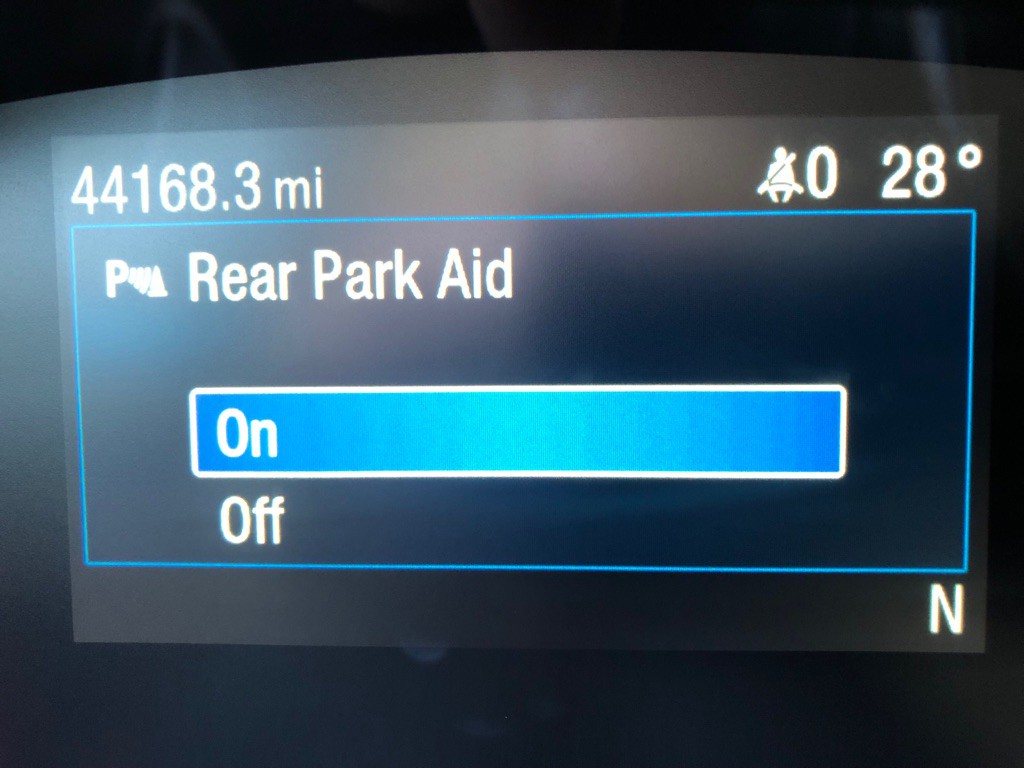 44168.3 mi 0 28°
P Rear Park Aid
On
Off
N